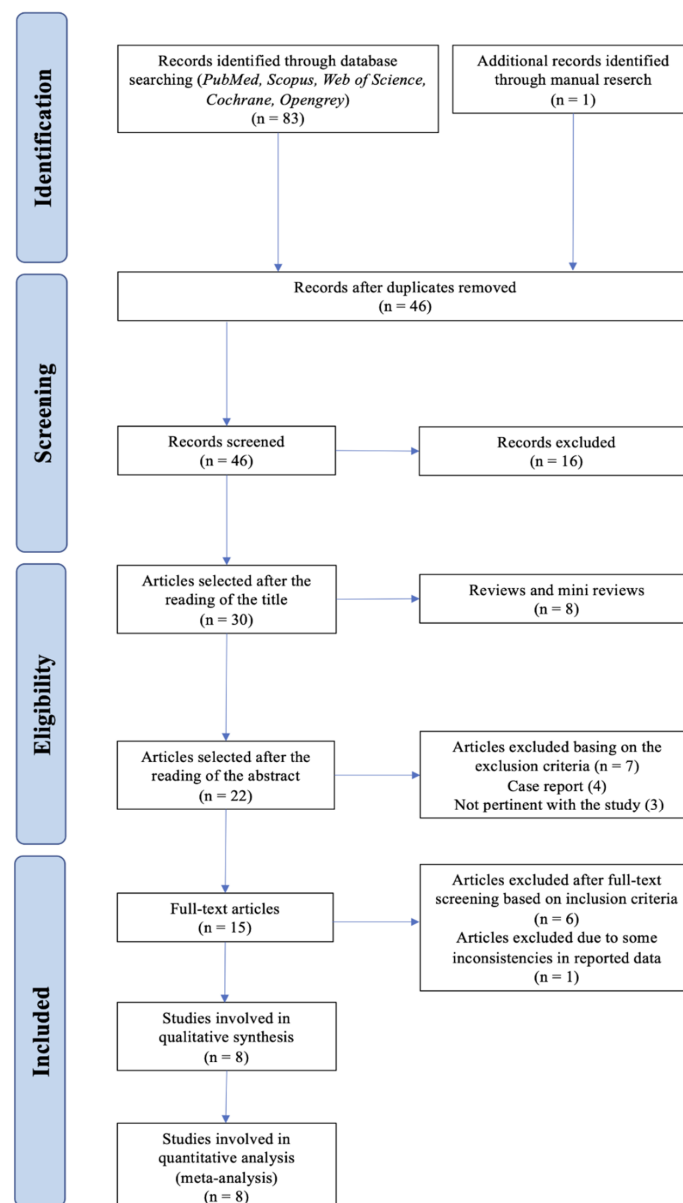 Identification
Records identified through database
searching (PubMed, Scopus, Web of Science,
Cochrane, Opengrey)
(n = 83)
Additional records identified
through manual reserch
(n = 1)
Screening
Records after duplicates removed
(n = 46)
Records screened
(n = 46)
Records excluded
(n = 16)
Eligibility
Articles selected after the
reading of the title
(n = 30)
Reviews and mini reviews
(n = 8)
Articles selected after the
reading of the abstract
(n = 22)
Articles excluded basing on the
exclusion criteria (n = 7)
Case report (4)
Not pertinent with the study (3)
Included
Full-text articles
(n = 15)
Articles excluded after full-text
screening based on inclusion criteria
(n = 6)
Articles excluded due to some
inconsistencies in reported data
(n = 1)
Studies involved in
qualitative synthesis
(n = 8)
Studies involved in
quantitative analysis
(meta-analysis)
(n = 8)